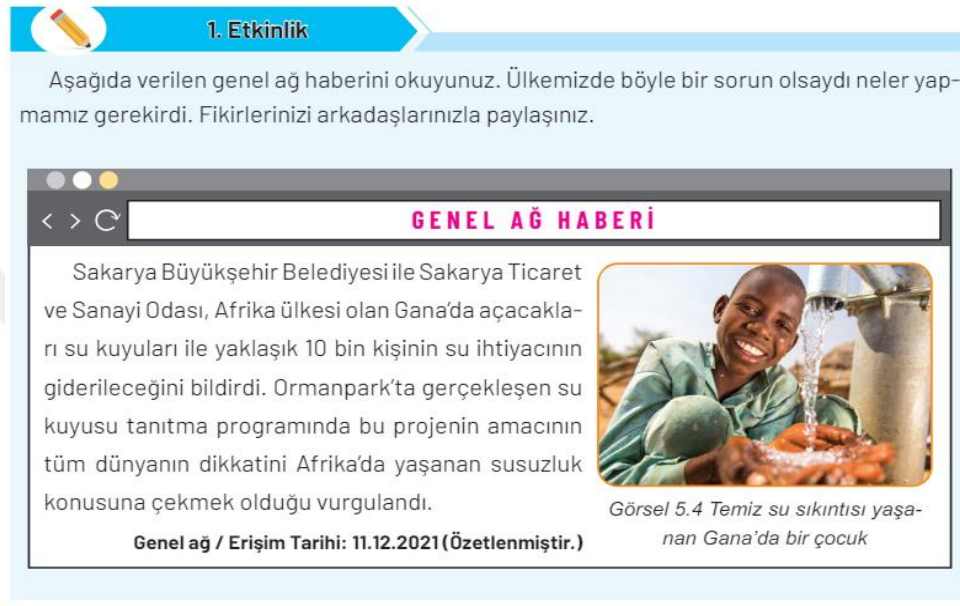 1. Etkinlik
Aşağıda verilen genel ağ haberini okuyunuz. Ülkemizde böyle bir sorun olsaydı neler yap-
mamız gerekirdi. Fikirlerinizi arkadaşlarınızla paylaşınız.
GENEL AĞ HABERİ
Sakarya Büyükşehir Belediyesi ile Sakarya Ticaret
ve Sanayi Odası, Afrika ülkesi olan Gana’da açacakla-
rı su kuyuları ile yaklaşık 10 bin kişinin su ihtiyacının
giderileceğini bildirdi. Ormanpark’ta gerçekleşen su
kuyusu tanıtma programında bu projenin amacının
tüm dünyanın dikkatini Afrika’da yaşanan susuzluk
konusuna çekmek olduğu vurgulandı.
Genel ağ / Erişim Tarihi: 11.12.2021 (Özetlenmiştir.)
Görsel 5.4 Temiz su sıkıntısı yaşa-
nan Gana’da bir çocuk